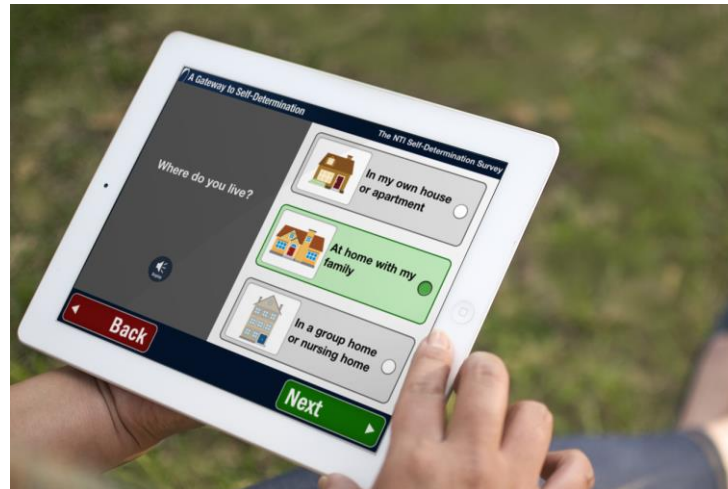 A Gateway to Self-Determination
The NTI Self-Determination Survey
Where do you live?
In my own house
or apartment
At home with my
family
In a group home
or nursing home
Back
Next